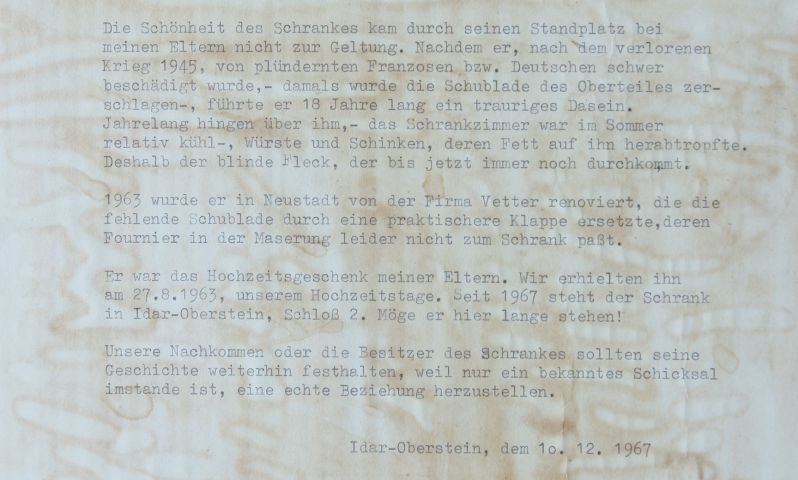 Die Schönheit des Schrankes kam durch seinen Standplatz bei
meinen Eltern nicht zur Geltung. Nachdem er, nach dem verlorenen
Krieg 1945, von plündernten Franzosen bzw. Deutschen schwer
beschädigt wurde,- damals wurde die Schublade des Oberteiles zer-
schlagen-, führte er 18 Jahre lang ein trauriges Dasein.
Jahrelang hingen über ihm,- das Schrankzimmer war im Sommer
relativ kühl-, Würste und Schinken, deren Fett auf ihn herabtropfte.
Deshalb der blinde Fleck, der bis jetzt immer noch durchkommt.
1963 wurde er in Neustadt von der Firma Vetter renoviert, die die
fehlende Schublade durch eine praktischere Klappe ersetzte,deren
Fournier in der Maserung leider nicht zum Schrank paßt.
Er war das Hochzeitsgeschenk meiner Eltern. Wir erhielten ihn
am 27.8.1963, unserem Hochzeitstage. Seit 1967 steht der Schrank
in Idar-Oberstein, Schloß 2. Möge er hier lange stehen!
Unsere Nachkommen oder die Besitzer des Schrankes sollten seine
Geschichte weiterhin festhalten, weil nur ein bekanntes Schicksal
imstande ist, eine echte Beziehung herzustellen.
Idar-Oberstein, dem 1o. 12. 1967